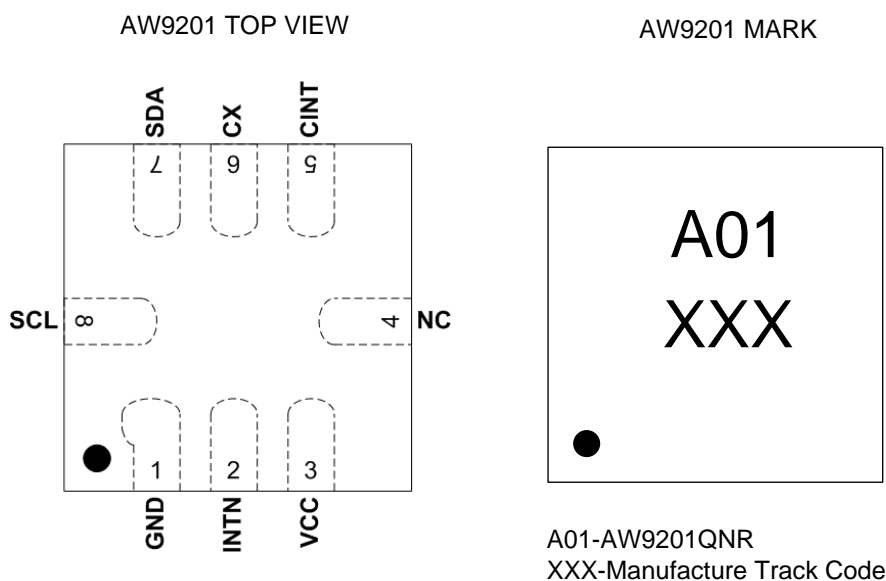 AW9201 TOP VIEW
AW9201 MARK
SDA
CX
CINT
7
6
5
SCL
8
4
NC
1
2
3
GND
INTN
VCC
A01
XXX
A01-AW9201QNR
XXX-Manufacture Track Code